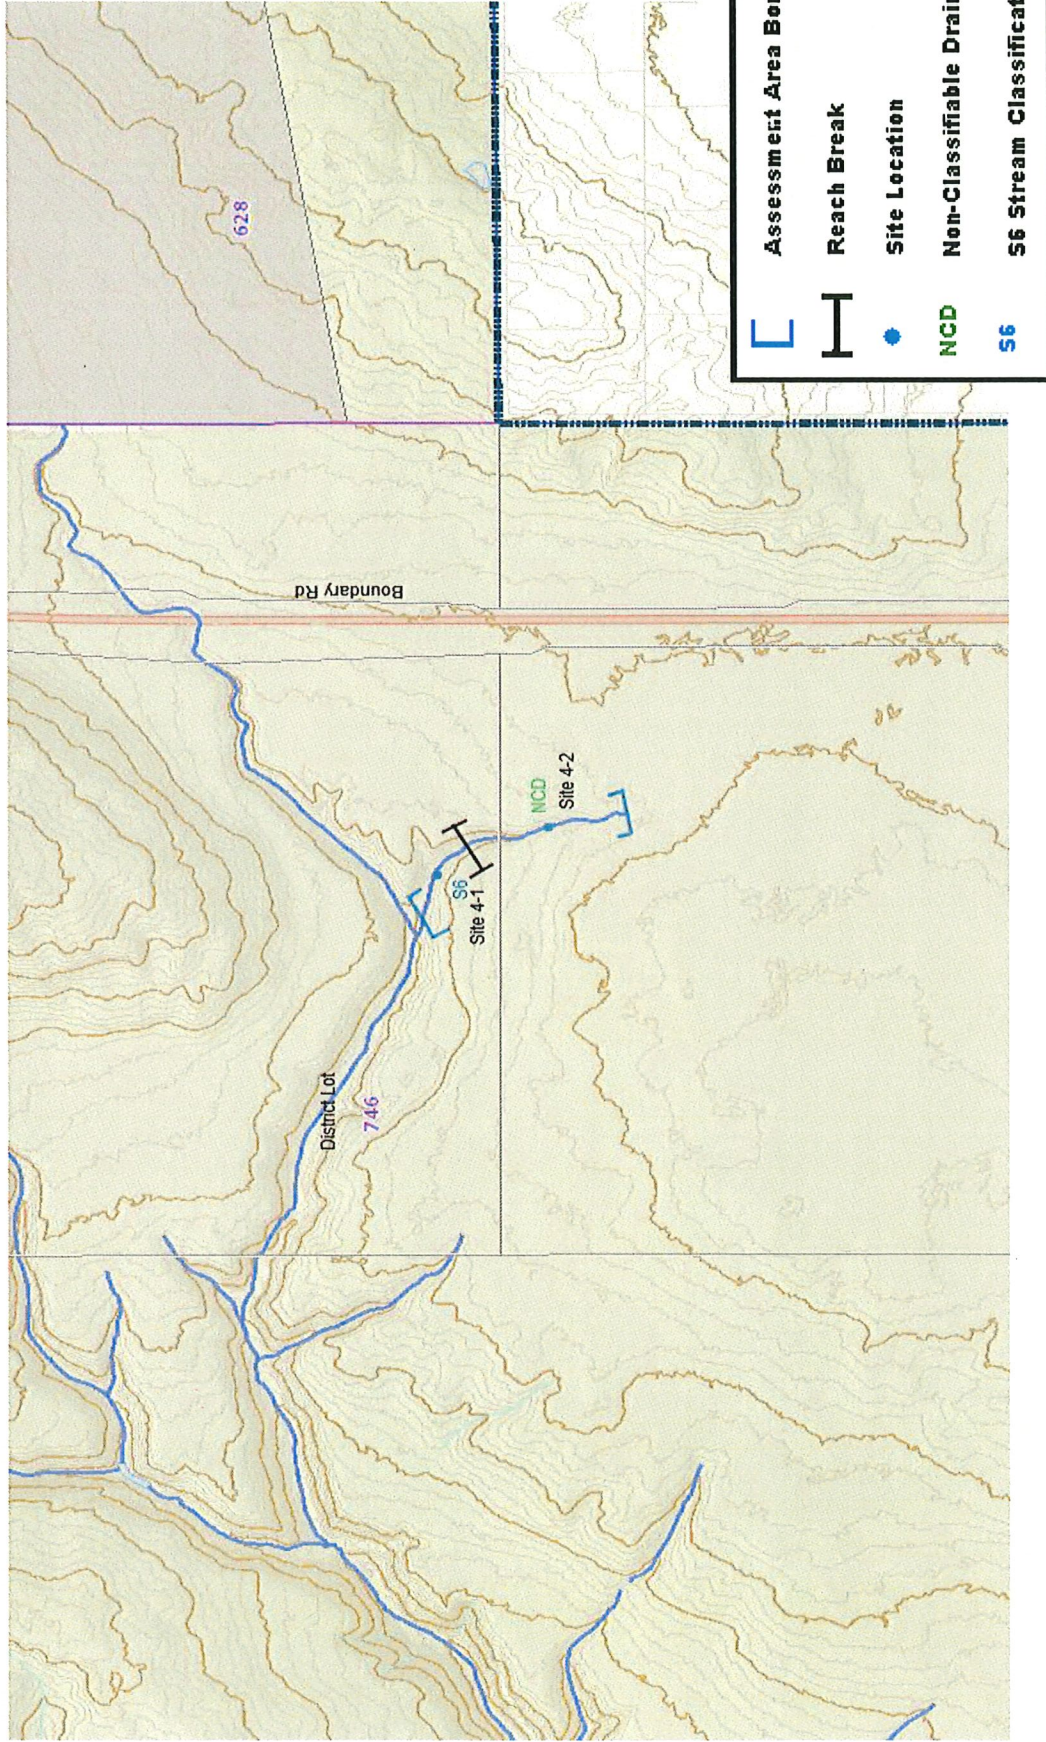 628
Boundary Rd
NCD
Site 4-2
S6
Site 4-1
District Lot
746
Assessment Area Bo
Reach Break
Site Location
NCD Non-Classifiable Drai
S6 S6 Stream Classificat